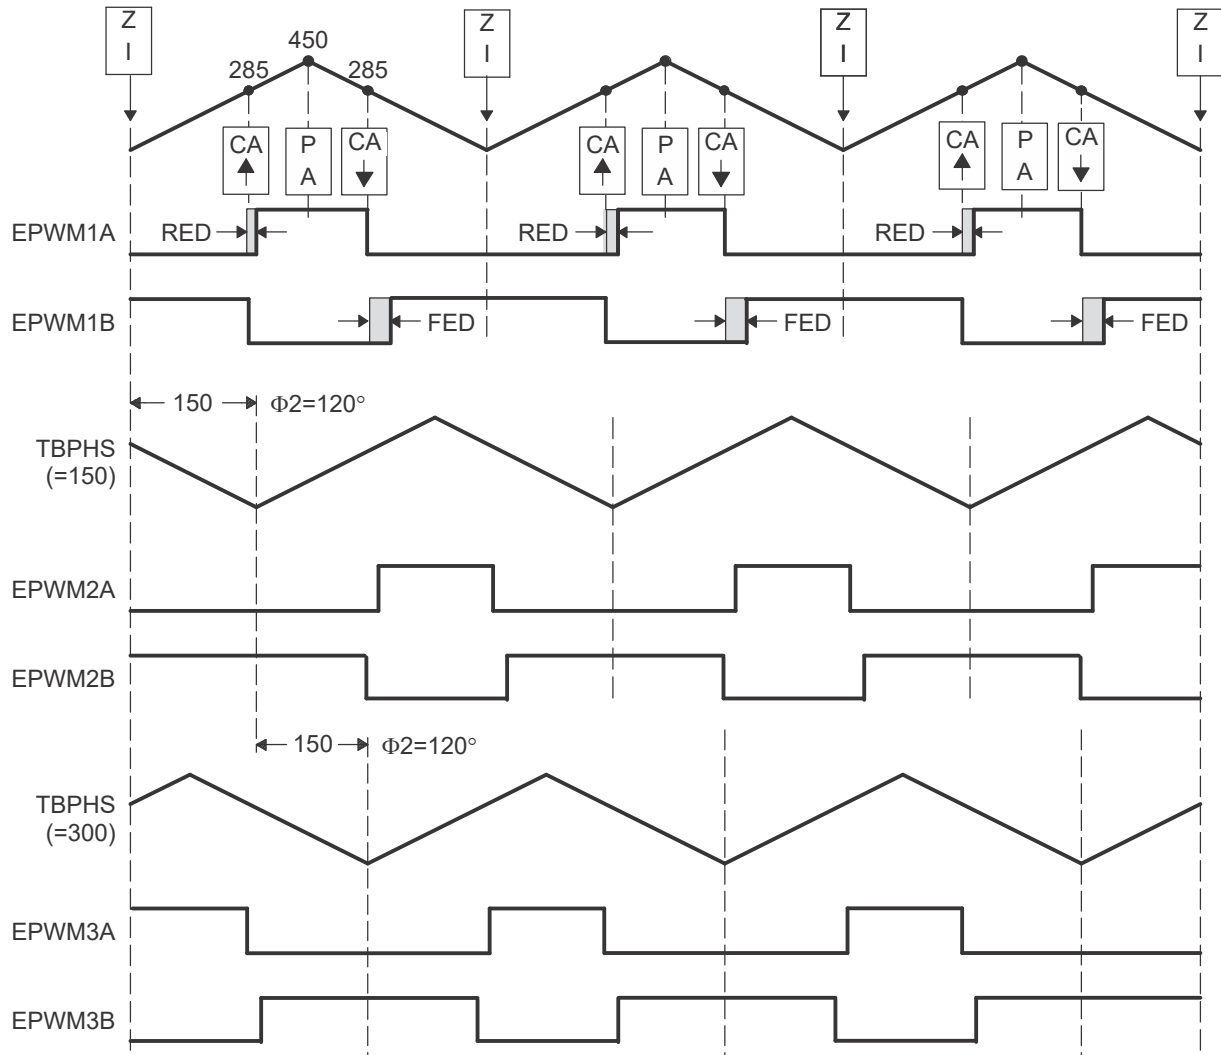 Z
I
Z
I
Z
I
Z
I
450
285
285
CA
P
A
CA
CA
P
A
CA
CA
P
A
CA
EPWM1A
RED
RED
RED
EPWM1B
FED
FED
FED
150
Φ2=120°
TBPHS
(=150)
EPWM2A
EPWM2B
150
Φ2=120°
TBPHS
(=300)
EPWM3A
EPWM3B